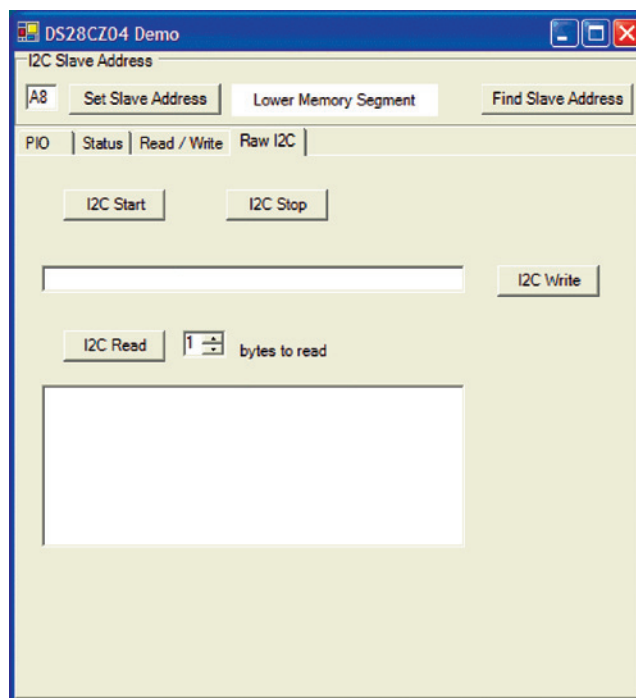 DS28CZ04 Demo
I2C Slave Address
A8 Set Slave Address Lower Memory Segment Find Slave Address
PIO Status Read / Write Raw I2C
I2C Start I2C Stop
I2C Write
I2C Read 1 bytes to read